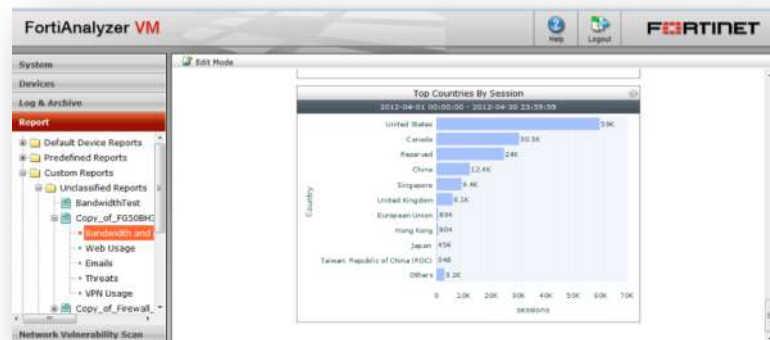 FortiAnalyzer VM
Help
Logout
FORTINET
System
Devices
Log & Archive
Report
Default Device Reports
Predefined Reports
Custom Reports
Unclassified Reports
BandwidthTest
Copy_of_FG50BH3
Bandwidth and
Web Usage
Emails
Threats
VPN Usage
Copy_of_Firewall_
Network Vulnerability Scan
Edit Mode
Top Countries By Session
2012-04-01 00:00:00 - 2012-04-30 23:59:59
Country
United States 59K
Canada 30.5K
Reserved 24K
China 12.4K
Singapore 9.4K
United Kingdom
European Union
Hong Kong
Japan
Taiwan; Republic of China (ROC)
Others
0 10K 20K 30K 40K 50K 60K 70K
sessions